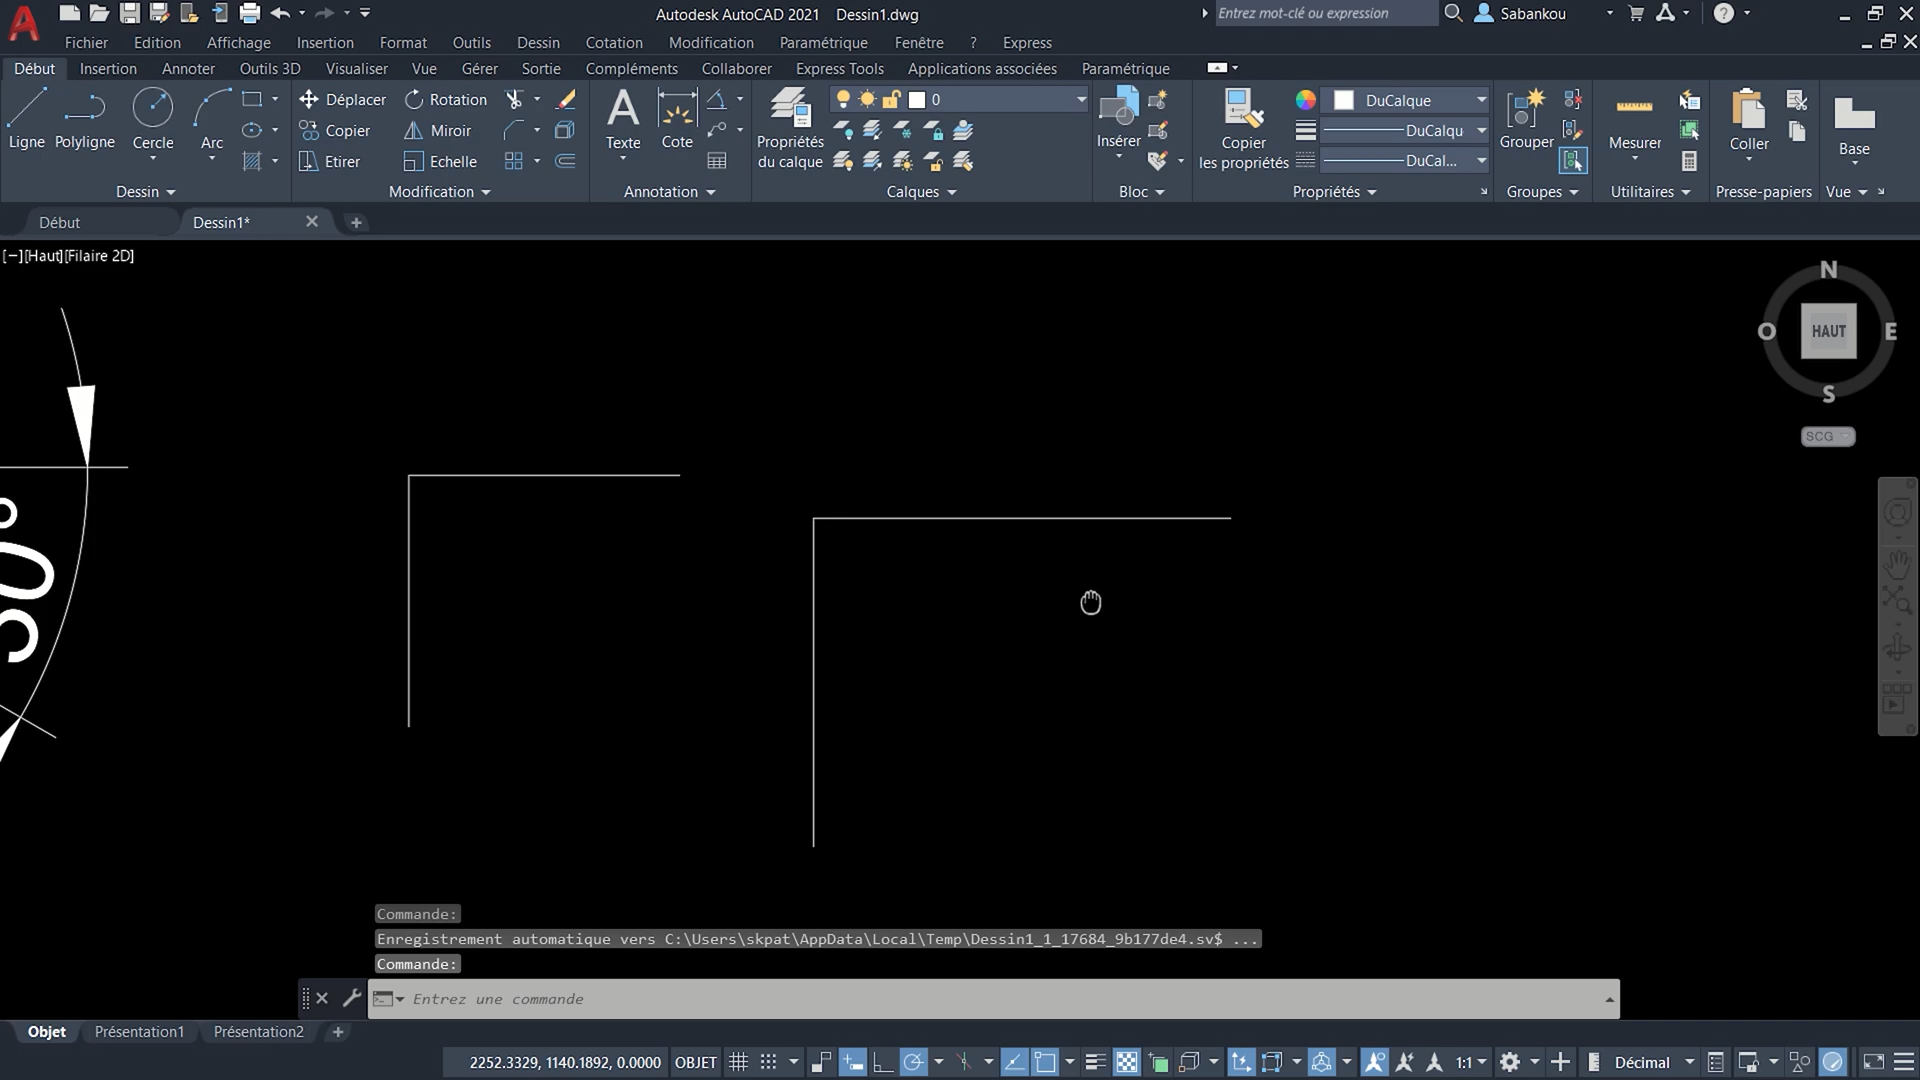 Autodesk AutoCAD 2021 Dessin1.dwg
Entrez mot-clé ou expression
Sabankou
Fichier Edition Affichage Insertion Format Outils Dessin Cotation Modification Paramétrique Fenêtre ? Express
Début Insertion Annoter Outils 3D Visualiser Vue Gérer Sortie Compléments Collaborer Express Tools Applications associées Paramétrique
Ligne Polyligne Cercle Arc
Déplacer Rotation
Copier Miroir
Etirer Echelle
Texte Cote
Propriétés
du calque
0
Insérer
Copier
les propriétés
DuCalque
DuCalqu
DuCal...
Grouper
Mesurer
Coller
Base
Dessin Modification Annotation Calques Bloc Propriétés Groupes Utilitaires Presse-papiers Vue
Début Dessin1*
[−][Haut][Filaire 2D]
N
O HAUT E
S
SCG
Commande:
Enregistrement automatique vers C:\Users\skpat\AppData\Local\Temp\Dessin1_1_17684_9b177de4.sv$ ...
Commande:
Entrez une commande
Objet Présentation1 Présentation2
2252.3329, 1140.1892, 0.0000 OBJET 1:1 Décimal